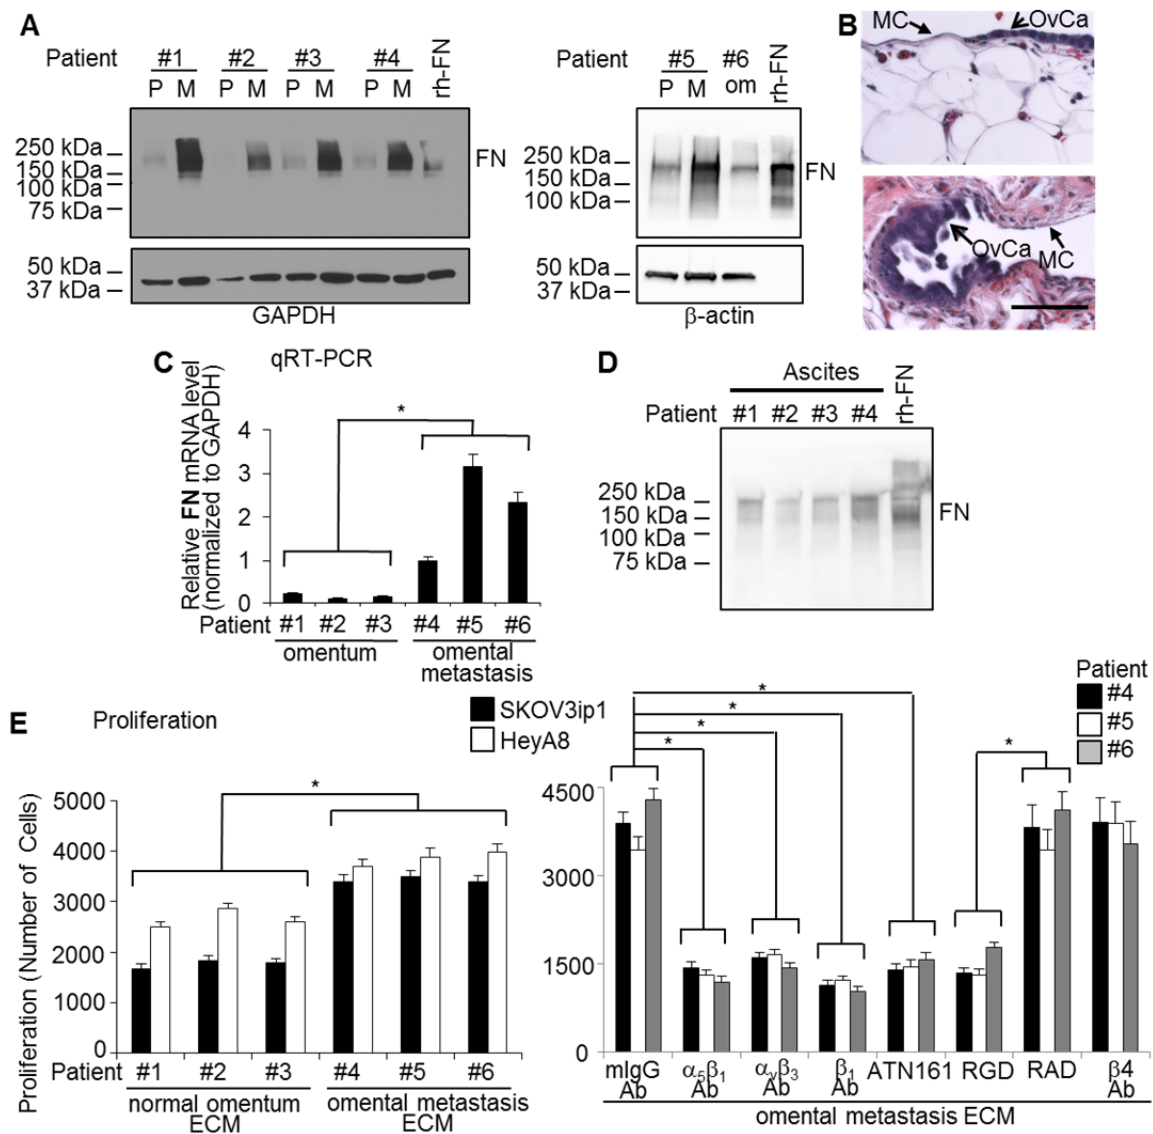 A
Patient #1 #2 #3 #4 rh-FN
P M P M P M P M
250 kDa
150 kDa
100 kDa
75 kDa
FN
50 kDa
37 kDa
GAPDH
Patient #5 #6 rh-FN
P M om
250 kDa
150 kDa
100 kDa
FN
50 kDa
37 kDa
β-actin
B
MC OvCa
OvCa MC
C
qRT-PCR
Relative FN mRNA level
(normalized to GAPDH)
*
4
3
2
1
0
Patient #1 #2 #3 #4 #5 #6
omentum omental
metastasis
D
Ascites rh-FN
Patient #1 #2 #3 #4
250 kDa
150 kDa
100 kDa
75 kDa
FN
E
Proliferation
SKOV3ip1
HeyA8
Proliferation (Number of Cells)
*
5000
4000
3000
2000
1000
0
Patient #1 #2 #3 #4 #5 #6
normal omentum omental metastasis
ECM ECM
Patient
#4
#5
#6
*
*
*
*
*
4500
3000
1500
0
mIgG α5β1 αvβ3 β1 ATN161 RGD RAD β4
Ab Ab Ab Ab Ab
omental metastasis ECM